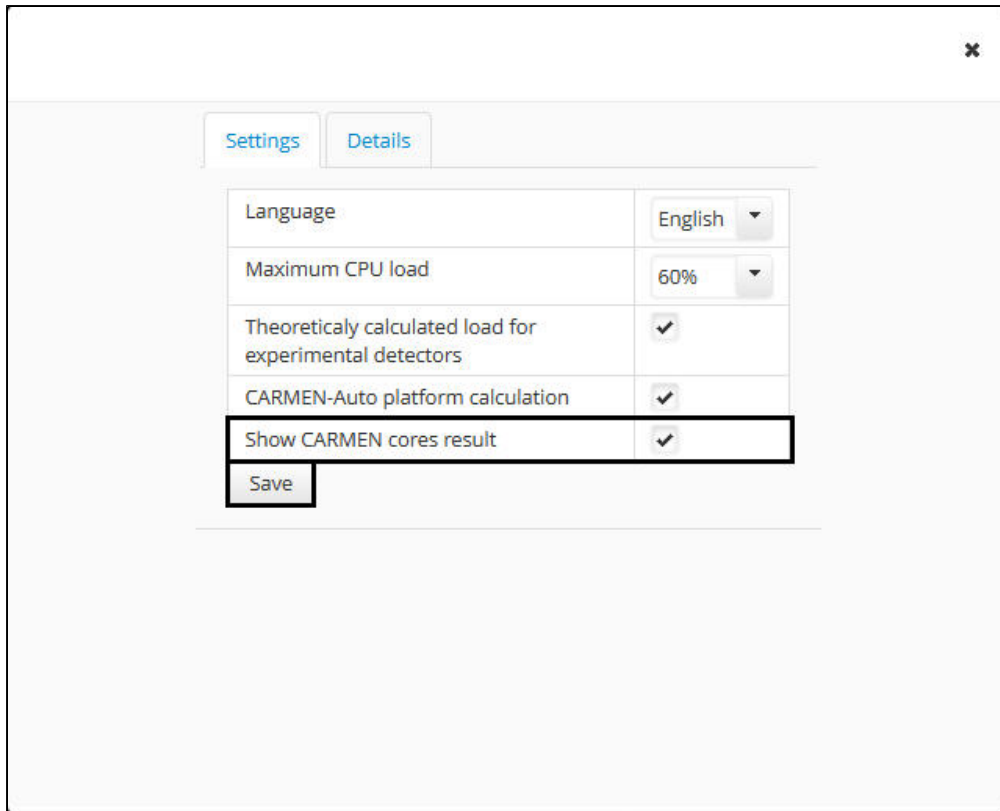 Settings
Details
Language
English
Maximum CPU load
60%
Theoreticaly calculated load for
experimental detectors
CARMEN-Auto platform calculation
Show CARMEN cores result
Save